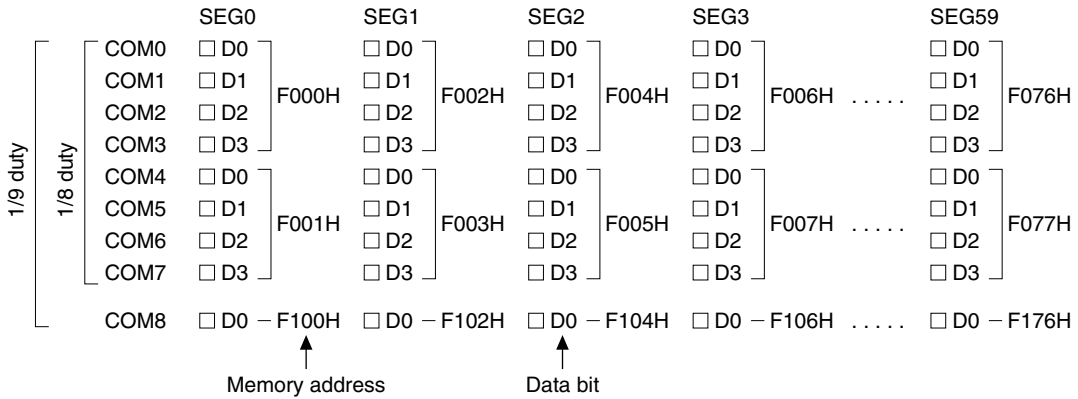 SEG0 SEG1 SEG2 SEG3 SEG59
COM0 D0 D0 D0 D0 D0
COM1 D1 D1 D1 D1 D1
F000H F002H F004H F006H ..... F076H
COM2 D2 D2 D2 D2 D2
COM3 D3 D3 D3 D3 D3
COM4 D0 D0 D0 D0 D0
COM5 D1 D1 D1 D1 D1
F001H F003H F005H F007H ..... F077H
COM6 D2 D2 D2 D2 D2
COM7 D3 D3 D3 D3 D3
COM8 D0 – F100H D0 – F102H D0 – F104H D0 – F106H ..... D0 – F176H
1/9 duty
1/8 duty
Memory address Data bit